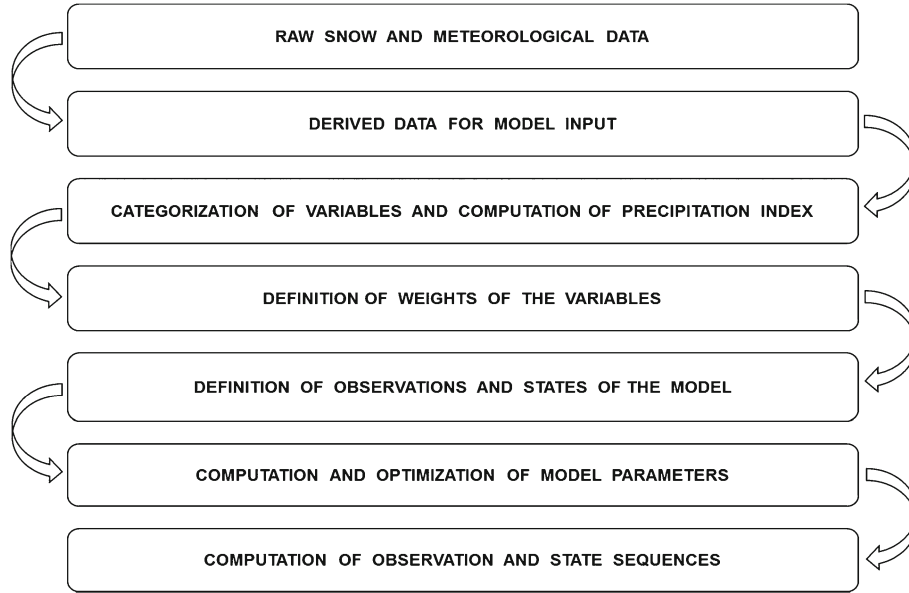 RAW SNOW AND METEOROLOGICAL DATA
DERIVED DATA FOR MODEL INPUT
CATEGORIZATION OF VARIABLES AND COMPUTATION OF PRECIPITATION INDEX
DEFINITION OF WEIGHTS OF THE VARIABLES
DEFINITION OF OBSERVATIONS AND STATES OF THE MODEL
COMPUTATION AND OPTIMIZATION OF MODEL PARAMETERS
COMPUTATION OF OBSERVATION AND STATE SEQUENCES